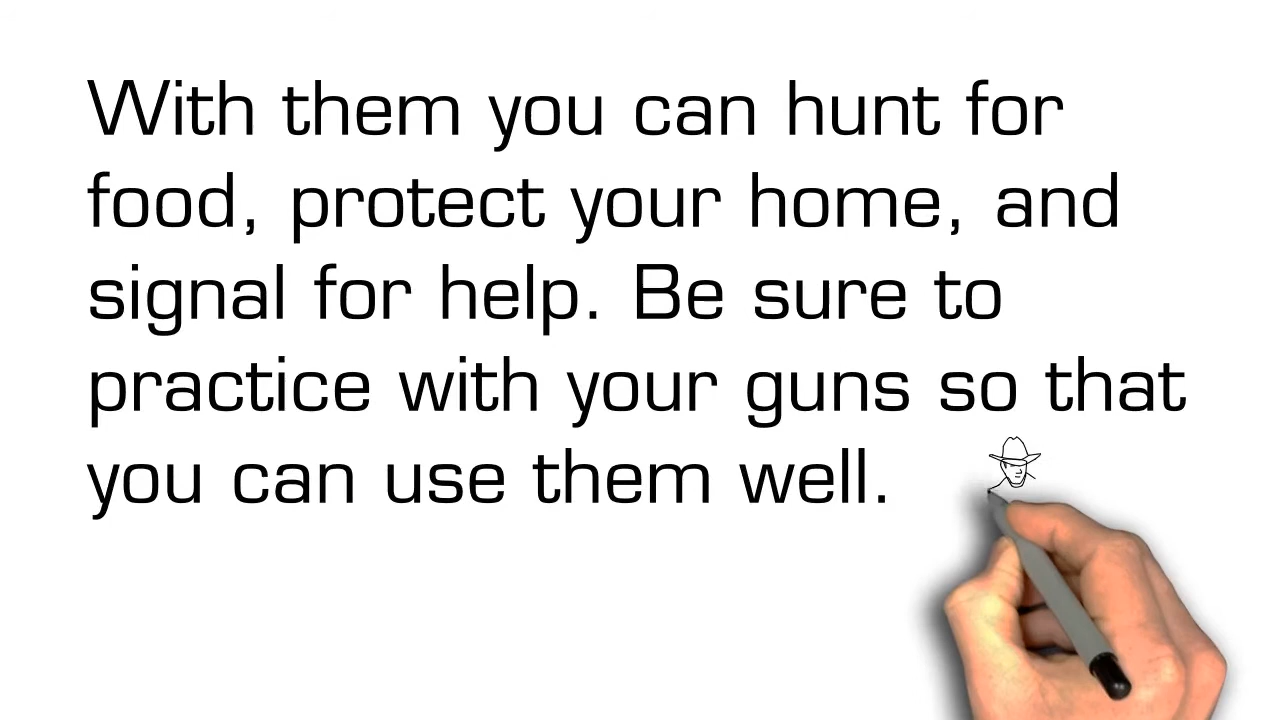 With them you can hunt for
food, protect your home, and
signal for help. Be sure to
practice with your guns so that
you can use them well.